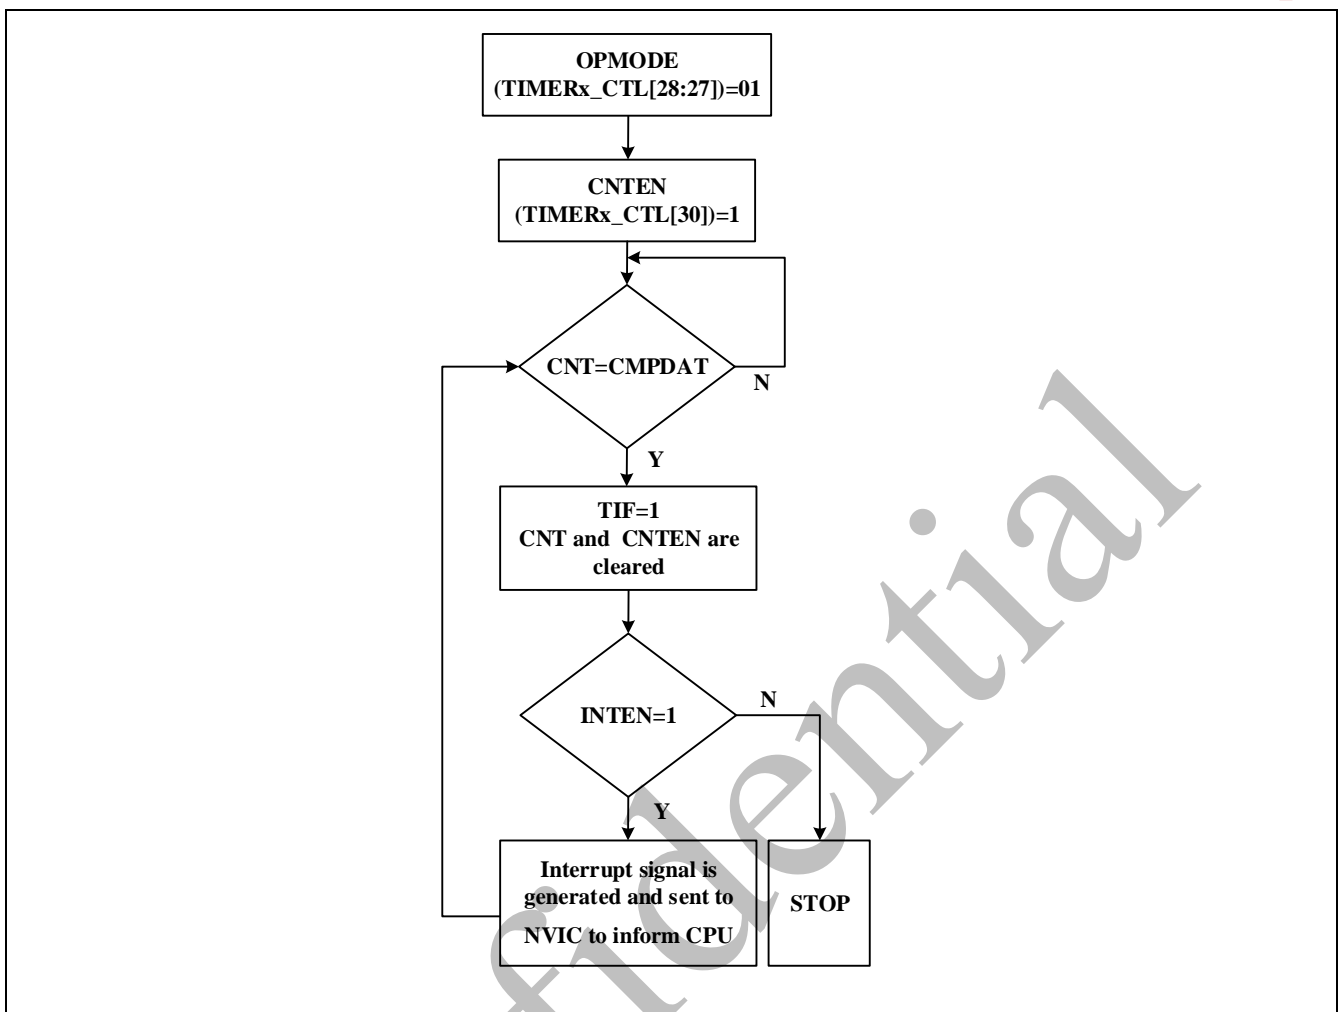 OPMODE
(TIMERx_CTL[28:27])=01
CNTEN
(TIMERx_CTL[30])=1
CNT=CMPDAT
N
Y
TIF=1
CNT and CNTEN are
cleared
INTEN=1
N
Y
Interrupt signal is
generated and sent to
NVIC to inform CPU
STOP
fidential